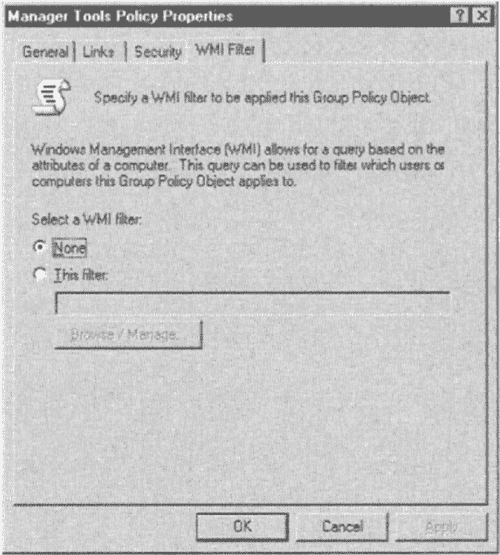 Manager Tools Policy Properties
General Links Security WMI Filter
Specify a WMI filter to be applied this Group Policy Object.
Windows Management Interface (WMI) allows for a query based on the
attributes of a computer. This query can be used to filter which users or
computers this Group Policy Object applies to.
Select a WMI filter:
None
This filter:
Browse / Manage...
OK Cancel Apply